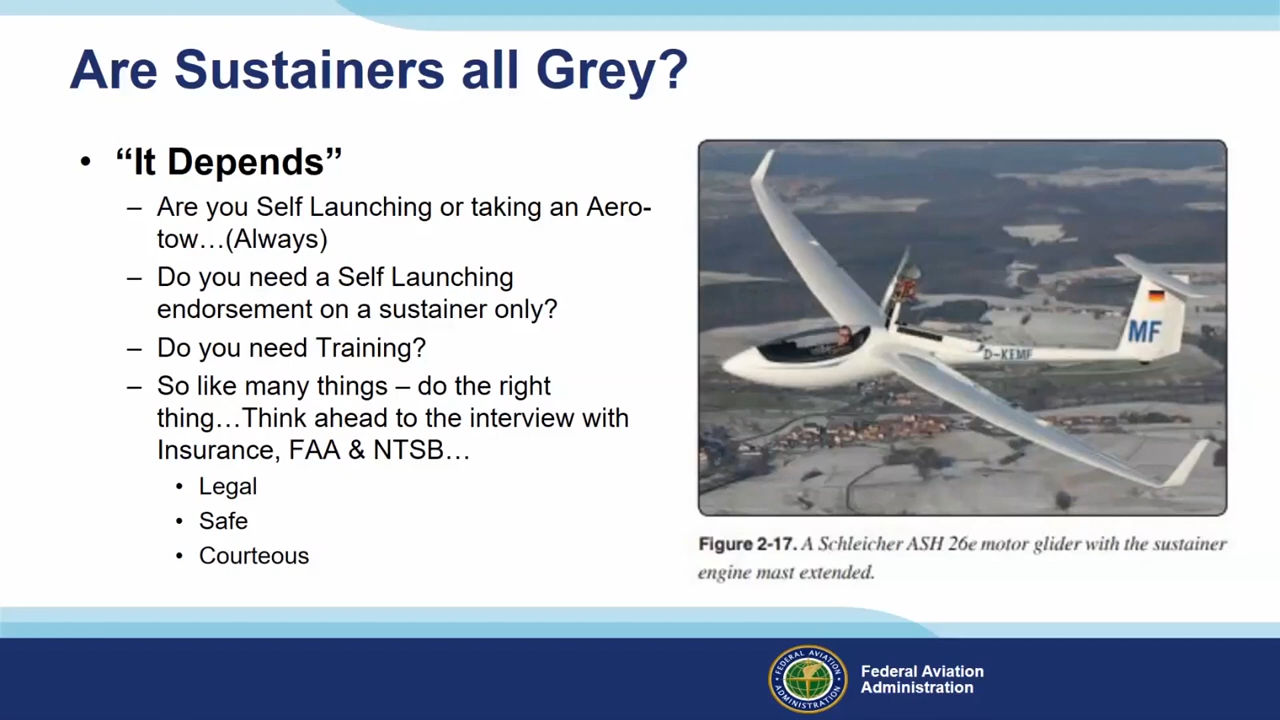 Are Sustainers all Grey?
• “It Depends”
– Are you Self Launching or taking an Aero-
tow…(Always)
– Do you need a Self Launching
endorsement on a sustainer only?
– Do you need Training?
– So like many things – do the right
thing…Think ahead to the interview with
Insurance, FAA & NTSB…
• Legal
• Safe
• Courteous
MF
D-KEMF
Figure 2-17. A Schleicher ASH 26e motor glider with the sustainer
engine mast extended.
FEDERAL AVIATION
ADMINISTRATION
Federal Aviation
Administration